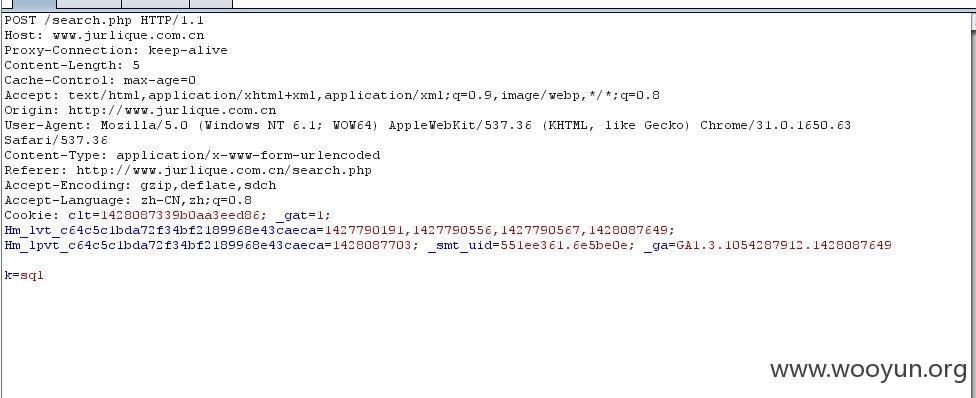 POST /search.php HTTP/1.1
Host: www.jurlique.com.cn
Proxy-Connection: keep-alive
Content-Length: 5
Cache-Control: max-age=0
Accept: text/html,application/xhtml+xml,application/xml;q=0.9,image/webp,*/*;q=0.8
Origin: http://www.jurlique.com.cn
User-Agent: Mozilla/5.0 (Windows NT 6.1; WOW64) AppleWebKit/537.36 (KHTML, like Gecko) Chrome/31.0.1650.63
Safari/537.36
Content-Type: application/x-www-form-urlencoded
Referer: http://www.jurlique.com.cn/search.php
Accept-Encoding: gzip,deflate,sdch
Accept-Language: zh-CN,zh;q=0.8
Cookie: clt=1428087339b0aa3eed86; _gat=1;
Hm_lvt_c64c5c1bda72f34bf2189968e43caeca=1427790191,1427790556,1427790567,1428087649;
Hm_lpvt_c64c5c1bda72f34bf2189968e43caeca=1428087703; _smt_uid=551ee361.6e5be0e; _ga=GA1.3.1054287912.1428087649
k=sql
www.wooyun.org